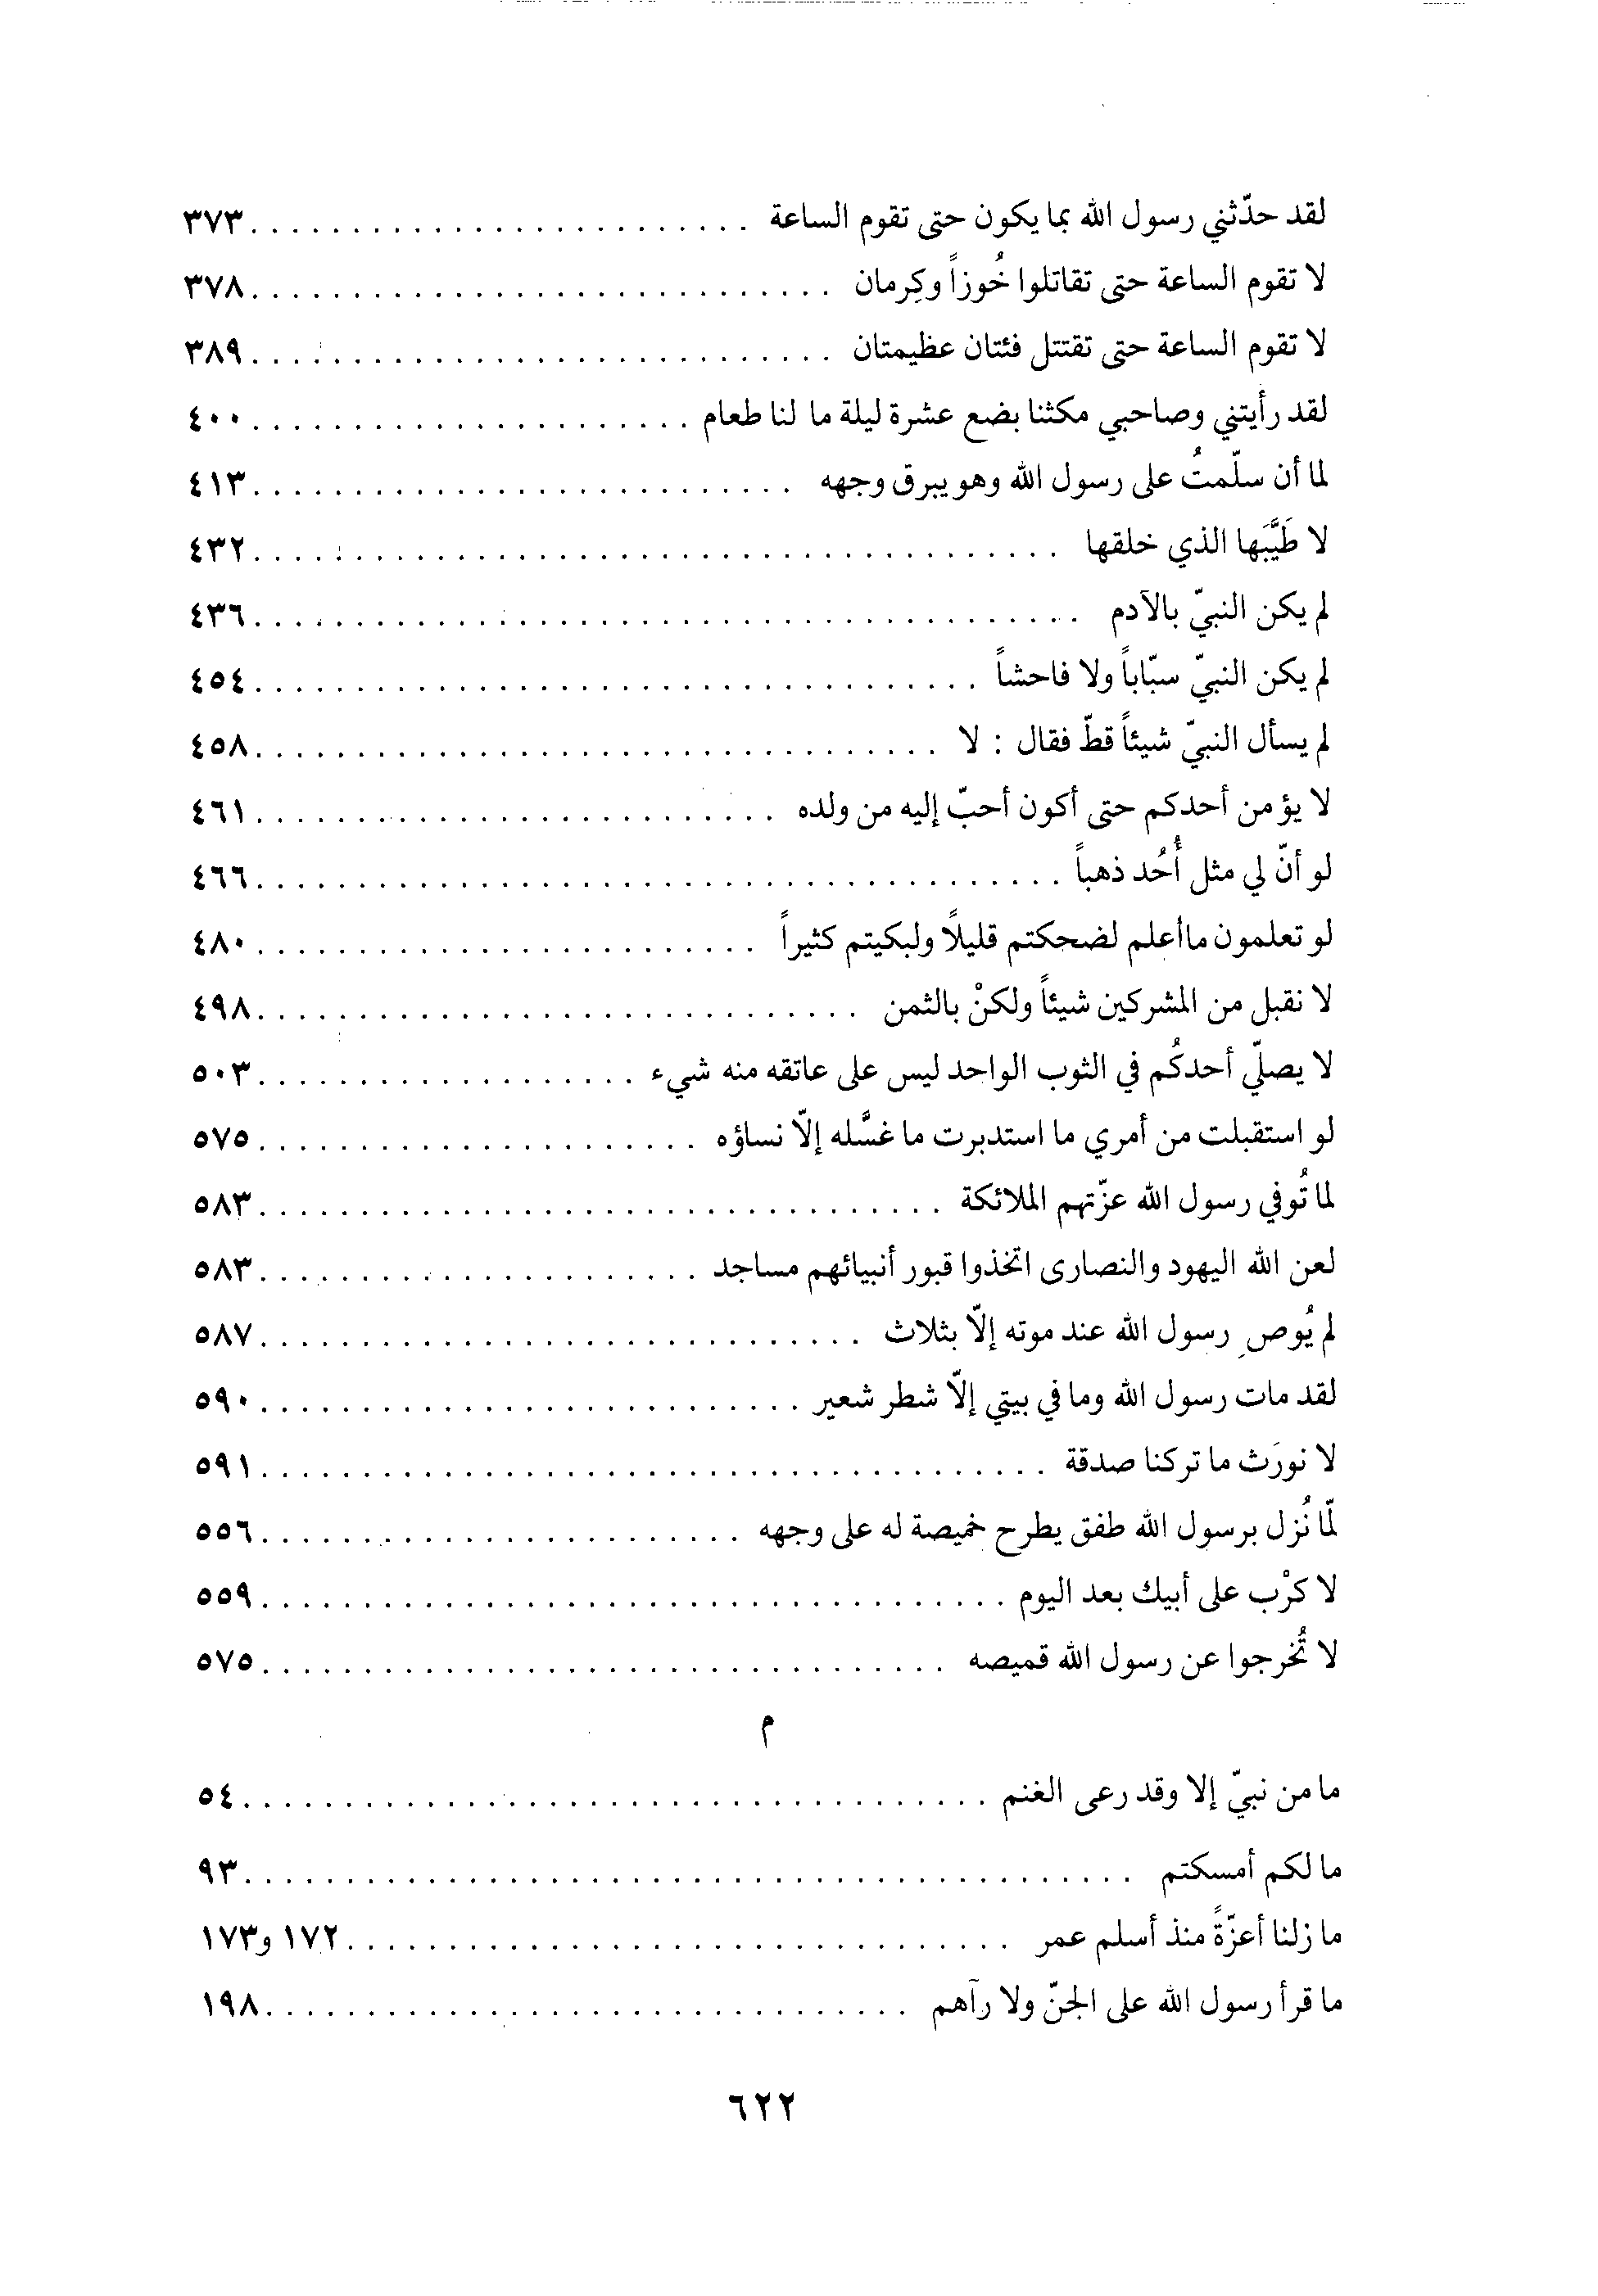 لقد حدّثني رسول الله بما يكون حتى تقوم الساعة . . . . . . . . . . . . . . . . . . . . . . . . . ٣٧٣
لا تقوم الساعة حتى تقاتلوا خُوزاً وكِرمان . . . . . . . . . . . . . . . . . . . . . . . . . . . . . ٣٧٨
لا تقوم الساعة حتى تقتتل فئتان عظيمتان . . . . . . . . . . . . . . . . . . . . . . . . . . . . . ٣٨٩
لقد رأيتني وصاحبي مكثنا بضع عشرة ليلة ما لنا طعام . . . . . . . . . . . . . . . . . . . . . . ٤٠٠
لما أن سلّمتُ على رسول الله وهو يبرق وجهه . . . . . . . . . . . . . . . . . . . . . . . . . . . ٤١٣
لا طَيَّبَها الذي خلقها . . . . . . . . . . . . . . . . . . . . . . . . . . . . . . . . . . . . . . . . ٤٣٢
لم يكن النبيّ بالآدم . . . . . . . . . . . . . . . . . . . . . . . . . . . . . . . . . . . . . . . . . ٤٣٦
لم يكن النبيّ سبّاباً ولا فاحشاً . . . . . . . . . . . . . . . . . . . . . . . . . . . . . . . . . . . . ٤٥٤
لم يسأل النبيّ شيئاً قطّ فقال : لا . . . . . . . . . . . . . . . . . . . . . . . . . . . . . . . . . . ٤٥٨
لا يؤمن أحدكم حتى أكون أحبّ إليه من ولده . . . . . . . . . . . . . . . . . . . . . . . . . . ٤٦١
لو أنّ لي مثل أُحُد ذهباً . . . . . . . . . . . . . . . . . . . . . . . . . . . . . . . . . . . . . . . . ٤٦٦
لو تعلمون ما أعلم لضحكتم قليلاً ولبكيتم كثيراً . . . . . . . . . . . . . . . . . . . . . . . . . ٤٨٠
لا نقبل من المشركين شيئاً ولكنْ بالثمن . . . . . . . . . . . . . . . . . . . . . . . . . . . . . . ٤٩٨
لا يصلّي أحدكُم في الثوب الواحد ليس على عاتقه منه شيء . . . . . . . . . . . . . . . . . . . ٥٠٣
لو استقبلت من أمري ما استدبرت ما غسَّله إلّا نساؤه . . . . . . . . . . . . . . . . . . . . . . ٥٧٥
لما تُوفي رسول الله عزّتهم الملائكة . . . . . . . . . . . . . . . . . . . . . . . . . . . . . . . . . . ٥٨٣
لعن الله اليهود والنصارى اتخذوا قبور أنبيائهم مساجد . . . . . . . . . . . . . . . . . . . . . . ٥٨٣
لم يُوصِ رسول الله عند موته إلّا بثلاث . . . . . . . . . . . . . . . . . . . . . . . . . . . . . . ٥٨٧
لقد مات رسول الله وما في بيتي إلّا شطر شعير . . . . . . . . . . . . . . . . . . . . . . . . . . . ٥٩٠
لا نورَث ما تركنا صدقة . . . . . . . . . . . . . . . . . . . . . . . . . . . . . . . . . . . . . . . ٥٩١
لمّا نُزل برسول الله طفق يطرح خميصة له على وجهه . . . . . . . . . . . . . . . . . . . . . . . . ٥٥٦
لا كرْب على أبيك بعد اليوم . . . . . . . . . . . . . . . . . . . . . . . . . . . . . . . . . . . . . ٥٥٩
لا تُخرجوا عن رسول الله قميصه . . . . . . . . . . . . . . . . . . . . . . . . . . . . . . . . . . ٥٧٥
م
ما من نبيّ إلا وقد رعى الغنم . . . . . . . . . . . . . . . . . . . . . . . . . . . . . . . . . . . . . ٥٤
ما لكم أمسكتم . . . . . . . . . . . . . . . . . . . . . . . . . . . . . . . . . . . . . . . . . . . . ٩٣
ما زلنا أعزّةً منذ أسلم عمر . . . . . . . . . . . . . . . . . . . . . . . . . . . . . . . . . ١٧٢ و١٧٣
ما قرأ رسول الله على الجنّ ولا رآهم . . . . . . . . . . . . . . . . . . . . . . . . . . . . . . . . ١٩٨
٦٢٢